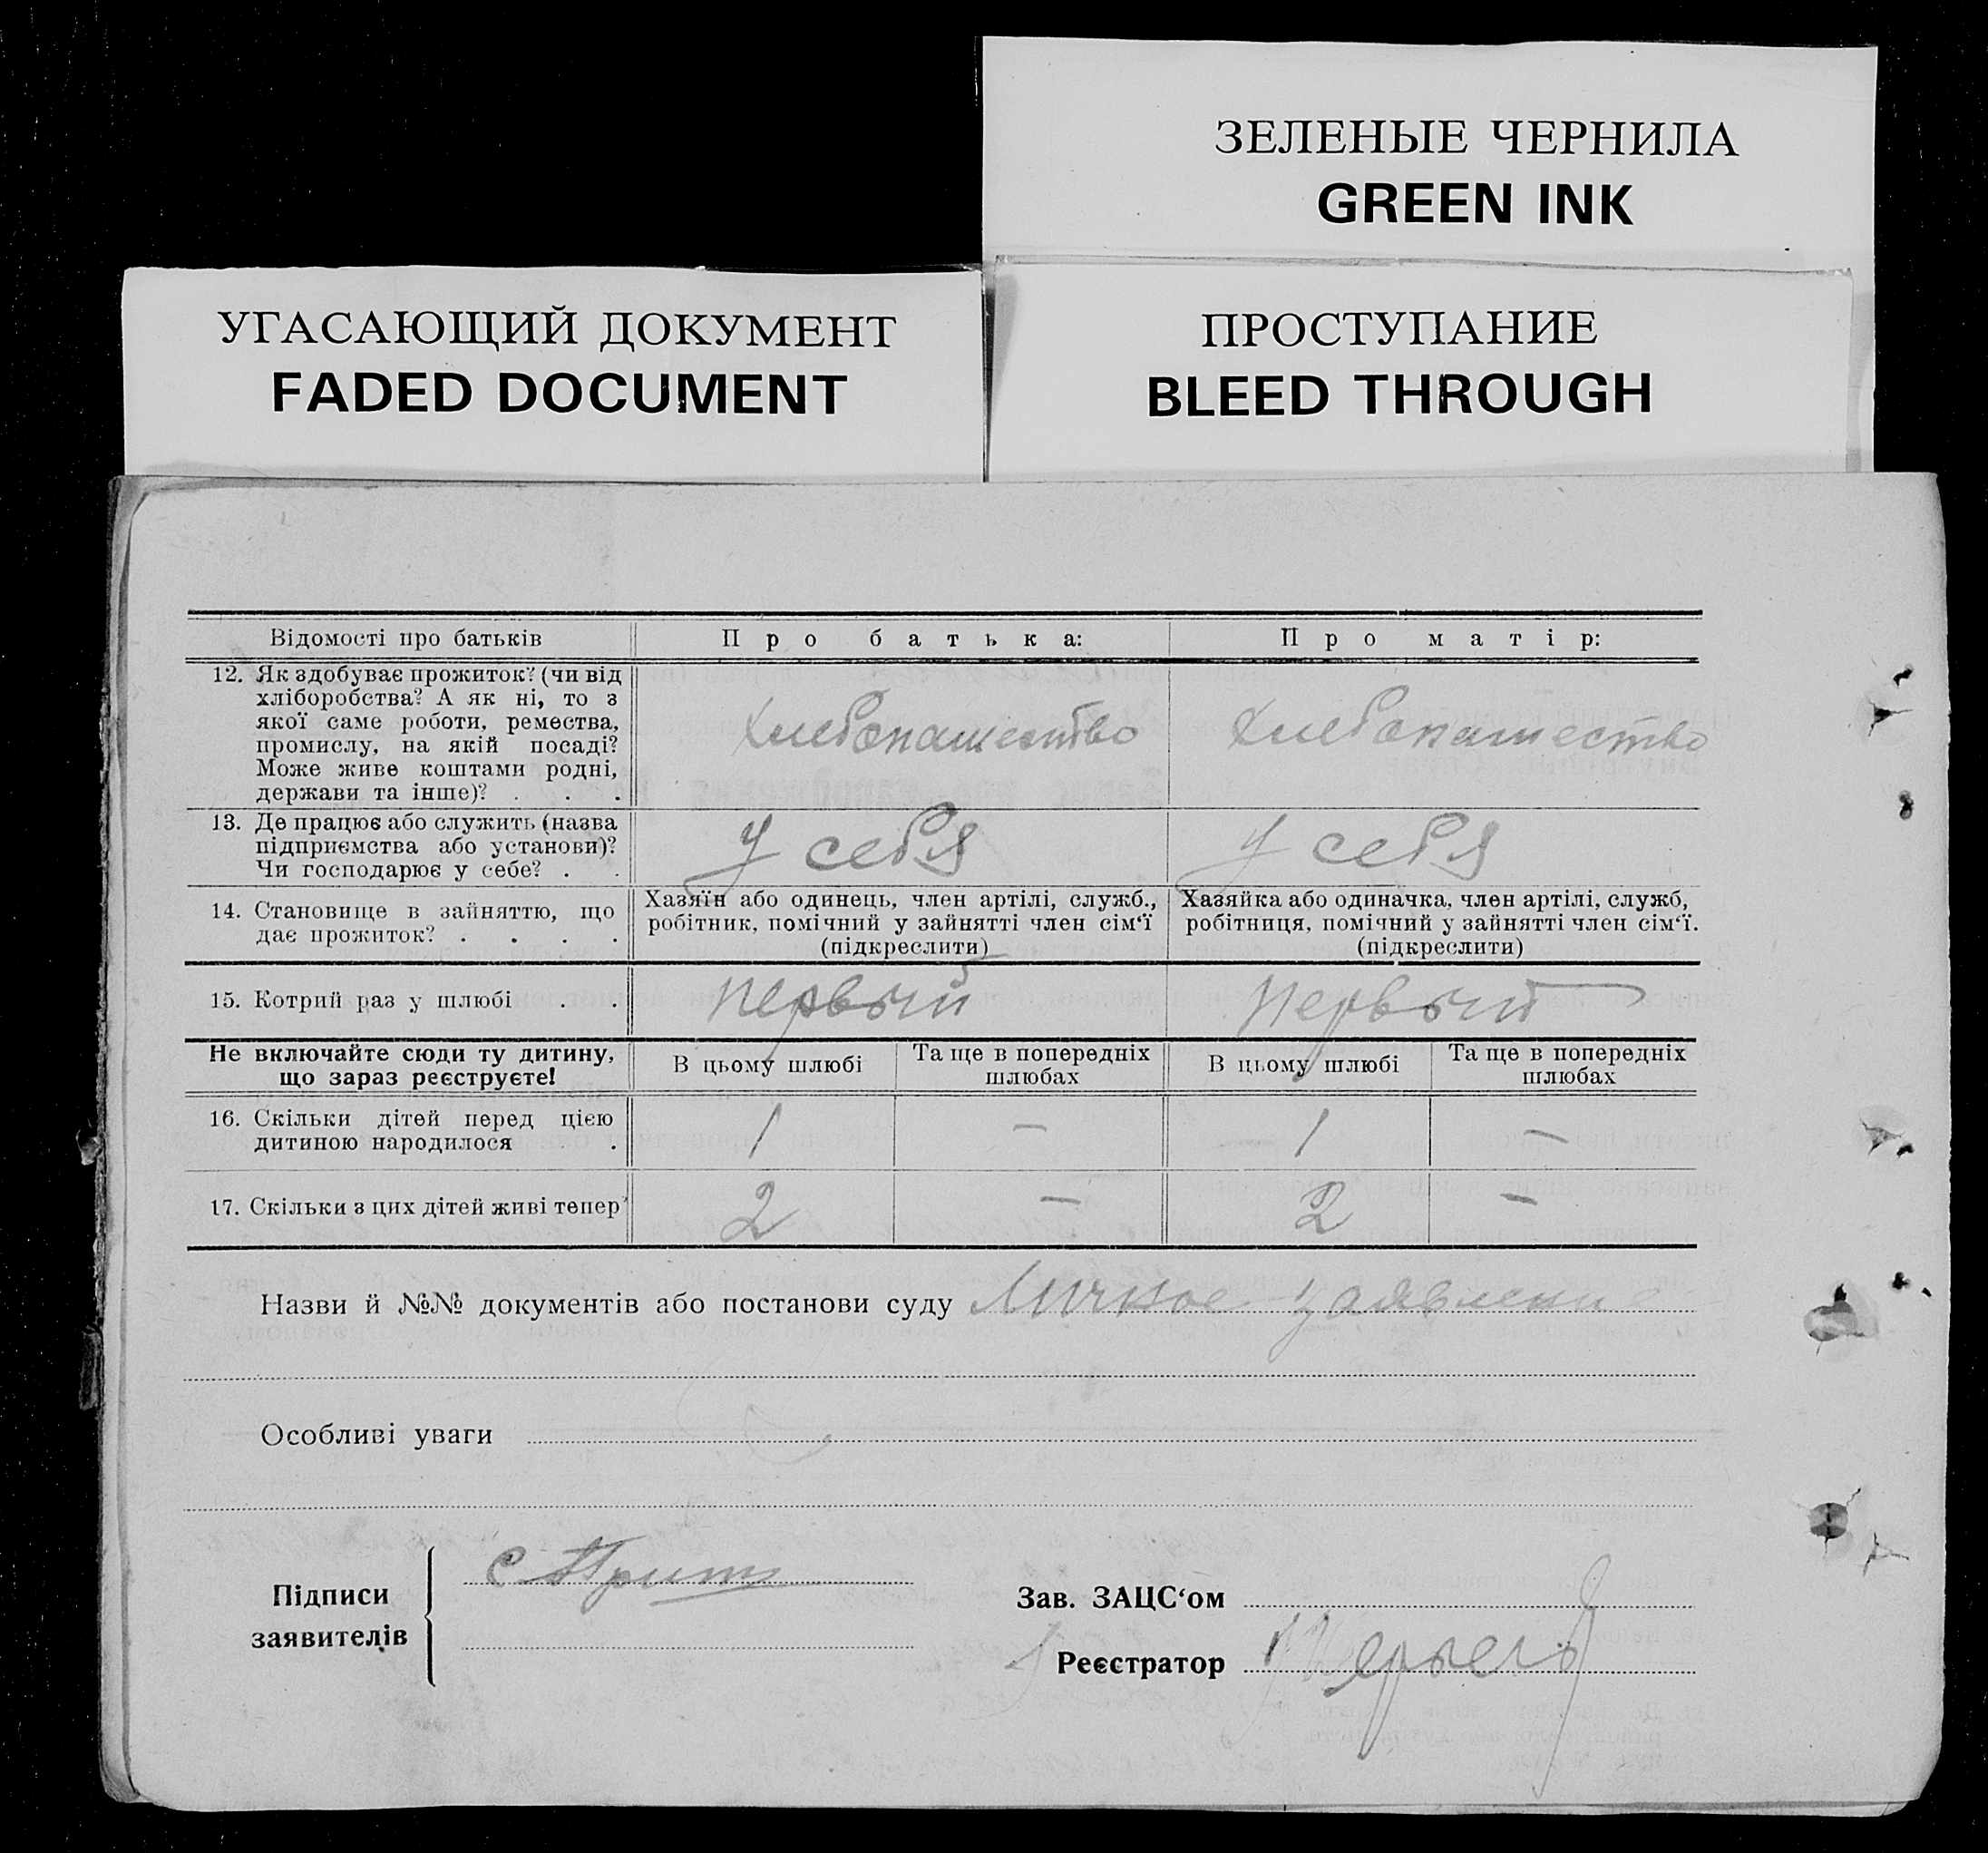 ЗЕЛЕНЫЕ ЧЕРНИЛА
GREEN INK
УГАСАЮЩИЙ ДОКУМЕНТ
FADED DOCUMENT
ПРОСТУПАНИЕ
BLEED THROUGH
Відомості про батьків
Про батька:
Про матір:
12. Як здобуває прожиток? (чи від
хліборобства? А як ні, то з
якої саме роботи, ремества,
промислу, на якій посаді?
Може живе коштами родні,
держави та інше)? . . .
Хлебопашество
Хлебопашество
13. Де працює або служить (назва
підприємства або установи)?
Чи господарює у себе? . .
у себя
у себя
14. Становище в зайняттю, що
дає прожиток? . . . .
Хазяїн або одинець, член артілі, служб.,
робітник, помічний у зайнятті член сім‘ї
(підкреслити)
Хазяйка або одиначка, член артілі, служб,
робітниця, помічний у зайнятті член сім‘ї.
(підкреслити)
15. Котрий раз у шлюбі . .
первый
первый
Не включайте сюди ту дитину,
що зараз реєструєте!
В цьому шлюбі
Та ще в попередніх
шлюбах
В цьому шлюбі
Та ще в попередніх
шлюбах
16. Скільки дітей перед цією
дитиною народилося .
1
—
1
—
17. Скільки з цих дітей живі тепер
2
—
2
—
Назви й №№ документів або постанови суду Личное заявлени
Особливі уваги
Підписи
заявителів
Зав. ЗАЦС‘ом
Реєстратор